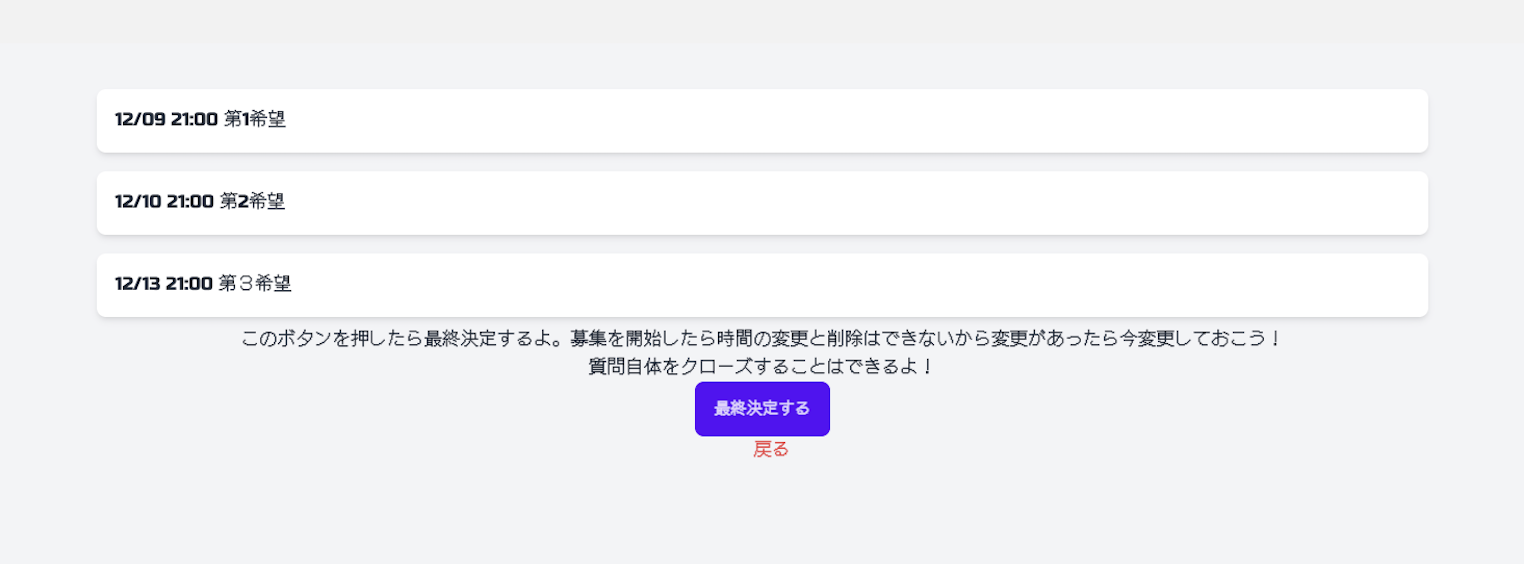 12/09 21:00 第1希望
12/10 21:00 第2希望
12/13 21:00 第３希望
このボタンを押したら最終決定するよ。募集を開始したら時間の変更と削除はできないから変更があったら今変更しておこう！
質問自体をクローズすることはできるよ！
最終決定する
戻る